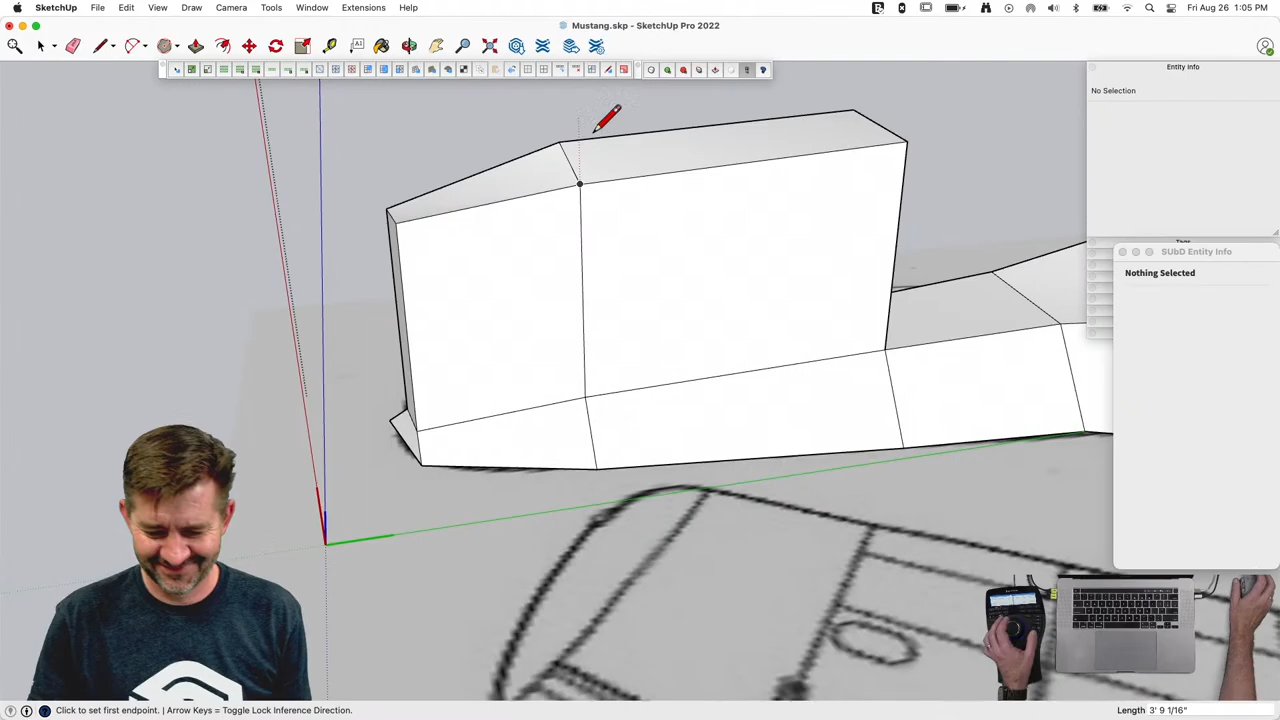 SketchUp File Edit View Draw Camera Tools Window Extensions Help
Fri Aug 26 1:05 PM
Mustang.skp - SketchUp Pro 2022
Entity Info
No Selection
SUbD Entity Info
Nothing Selected
Click to set first endpoint. | Arrow Keys = Toggle Lock Inference Direction.
Length 3' 9 1/16"